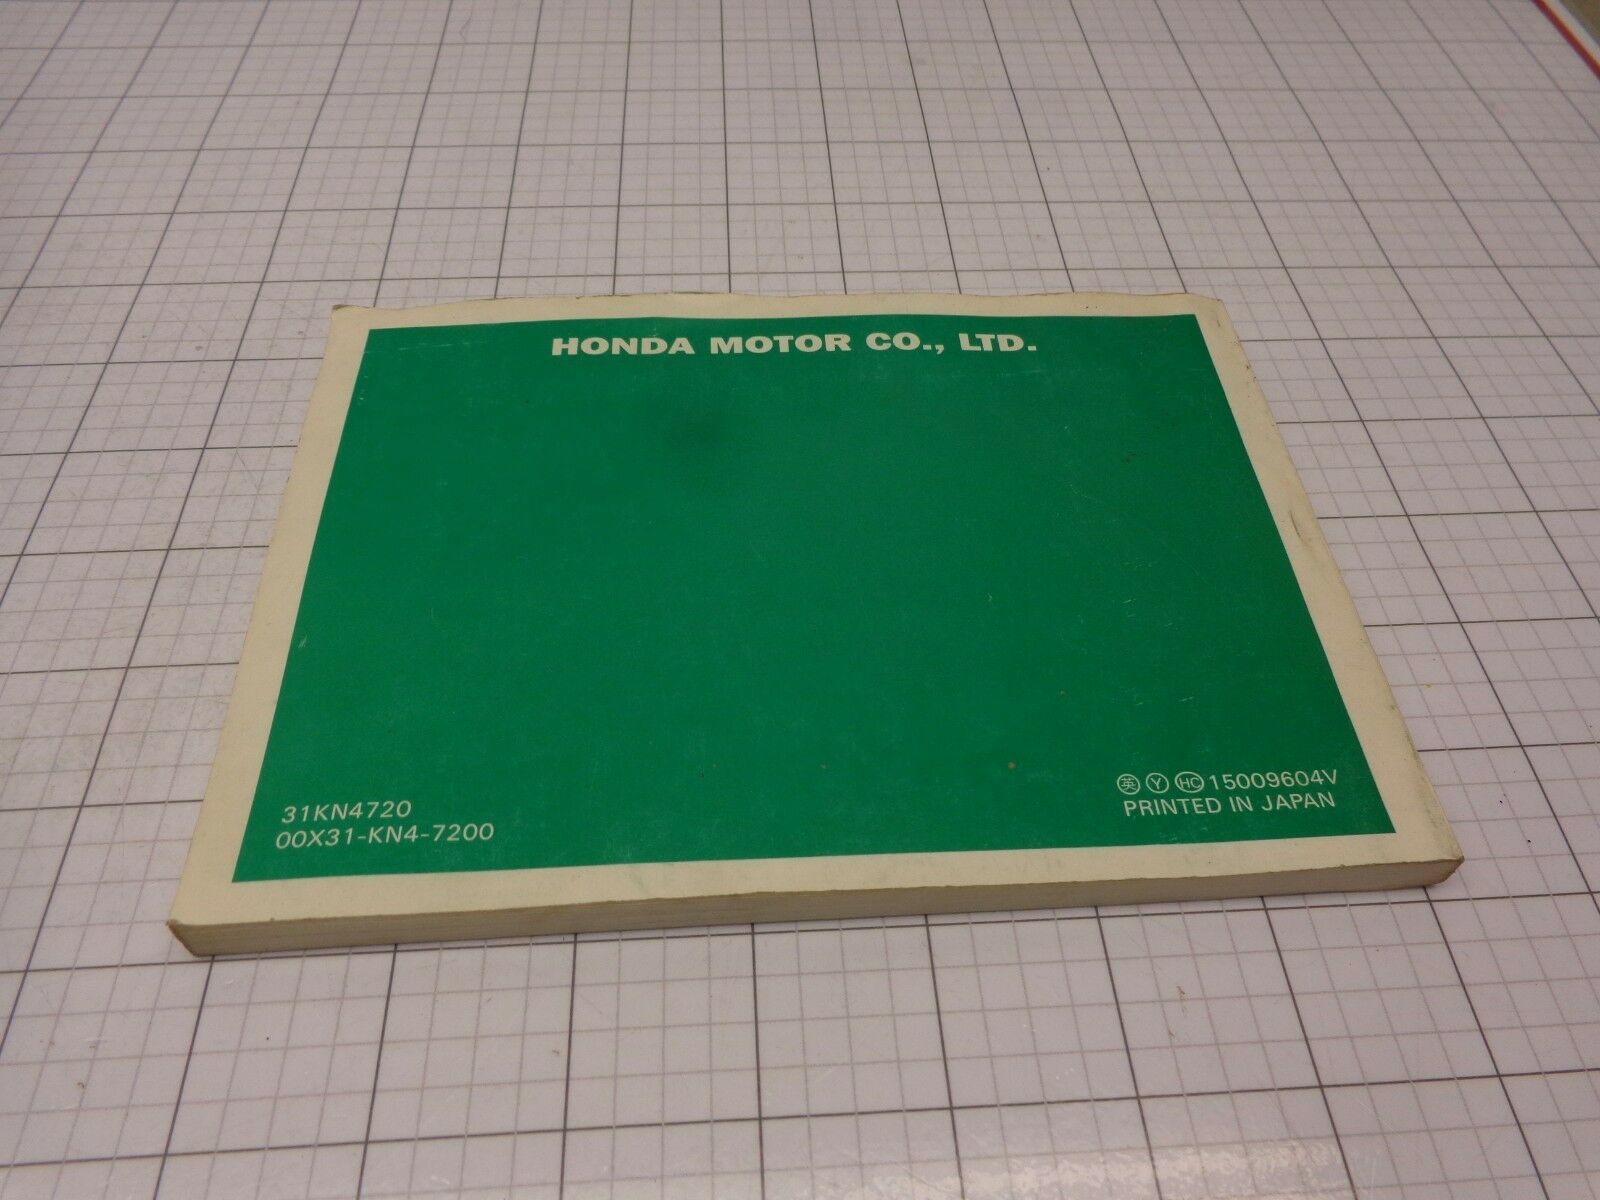 HONDA MOTOR CO., LTD.
31KN4720
00X31-KN4-7200
英 Y HC 15009604V
PRINTED IN JAPAN